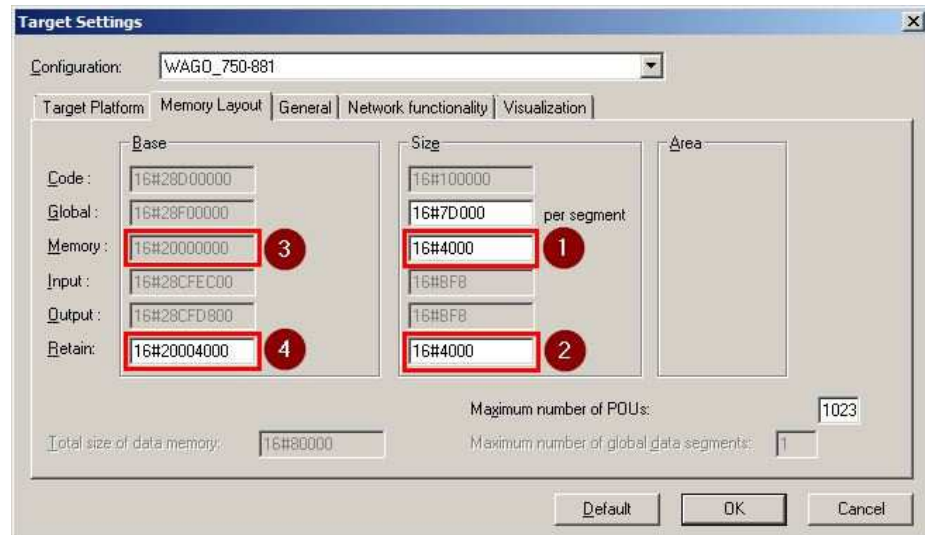 Target Settings
Configuration: WAGO_750-881
Target Platform Memory Layout General Network functionality Visualization
Base Size Area
Code : 16#28D00000 16#100000
Global : 16#28F00000 16#7D000 per segment
Memory : 16#20000000 3 16#4000 1
Input : 16#28CFEC00 16#BF8
Output : 16#28CFD800 16#BF8
Retain: 16#20004000 4 16#4000 2
Maximum number of POUs: 1023
Total size of data memory: 16#80000 Maximum number of global data segments: 1
Default OK Cancel